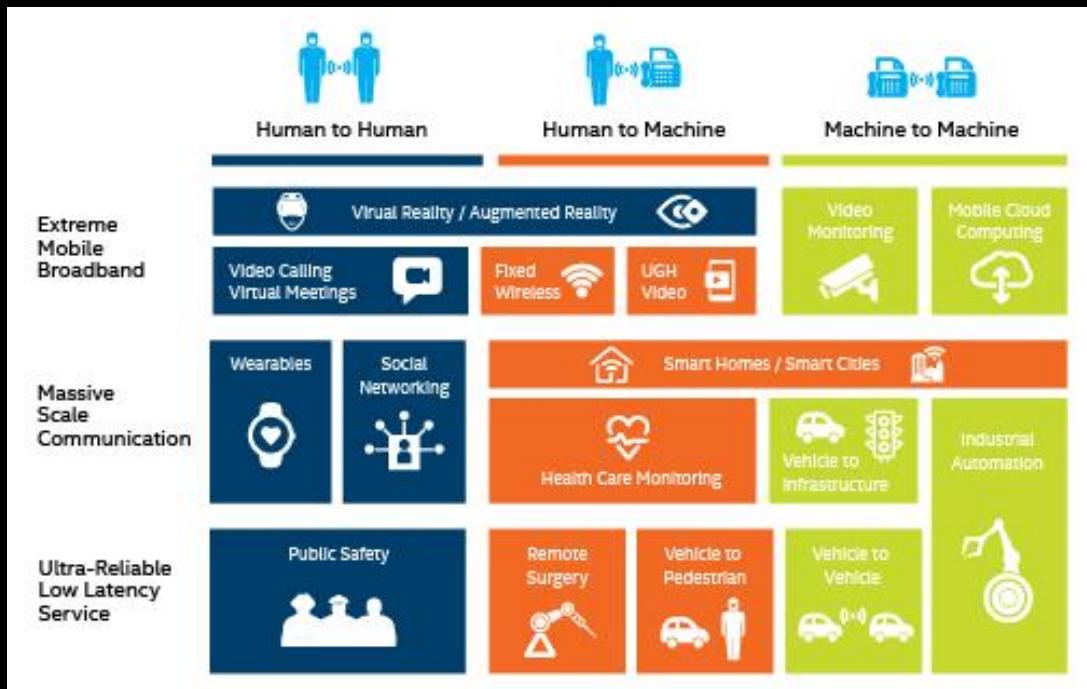 Human to Human
Human to Machine
Machine to Machine
Extreme
Mobile
Broadband
Virual Reality / Augmented Reality
Video Calling
Virtual Meetings
Fixed
Wireless
UGH
Video
Video
Monitoring
Mobile Cloud
Computing
Massive
Scale
Communication
Wearables
Social
Networking
Smart Homes / Smart Cities
Health Care Monitoring
Vehicle to
Infrastructure
Industrial
Automation
Ultra-Reliable
Low Latency
Service
Public Safety
Remote
Surgery
Vehicle to
Pedestrian
Vehicle to
Vehicle